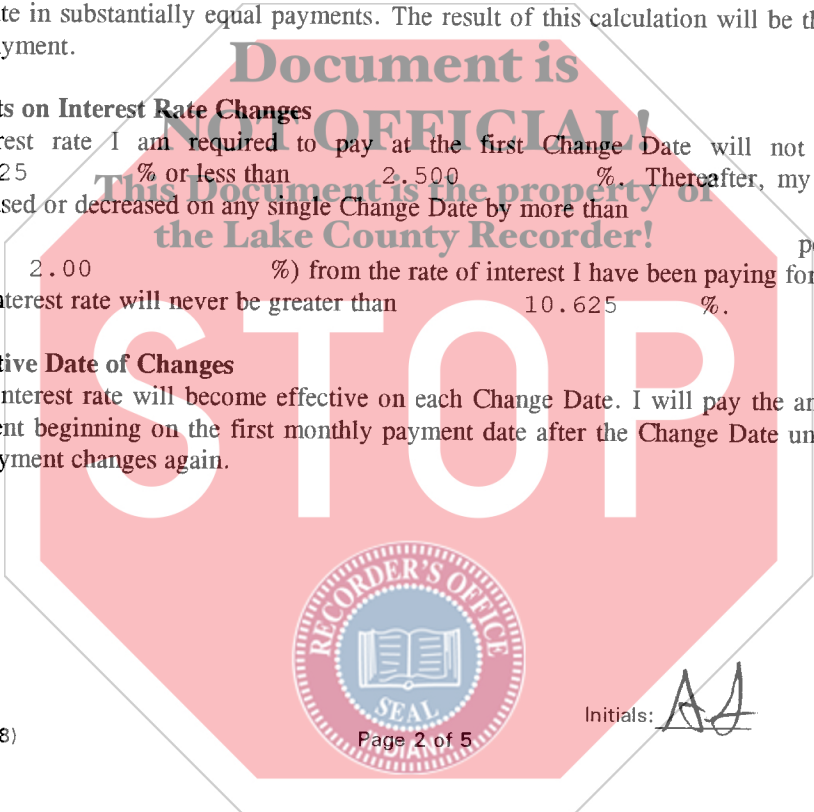 te in substantially equal payments. The result of this calculation will be th
yment.
Document is
ts on Interest Rate Changes
NOT OFFICIAL!
rest rate I am required to pay at the first Change Date will not
25 % or less than 2.500 %. Thereafter, my
This Document is the property of
sed or decreased on any single Change Date by more than
the Lake County Recorder!
p
2.00 %) from the rate of interest I have been paying for
nterest rate will never be greater than 10.625 %.
STOP
tive Date of Changes
nterest rate will become effective on each Change Date. I will pay the a
nt beginning on the first monthly payment date after the Change Date un
yment changes again.
RECORDER'S OFFICE
SEAL
INDIANA
Initials: AJ
8)
Page 2 of 5